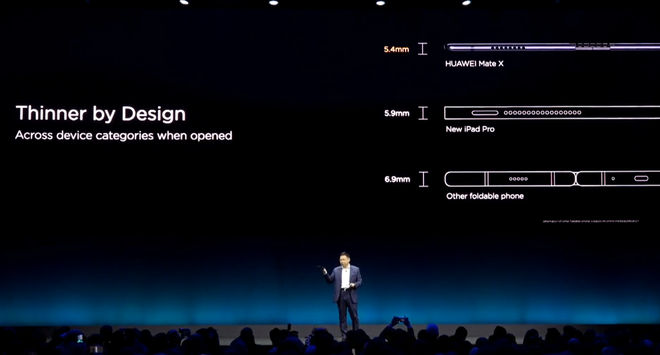 Thinner by Design
Across device categories when opened
5.4mm
HUAWEI Mate X
5.9mm
New iPad Pro
6.9mm
Other foldable phone